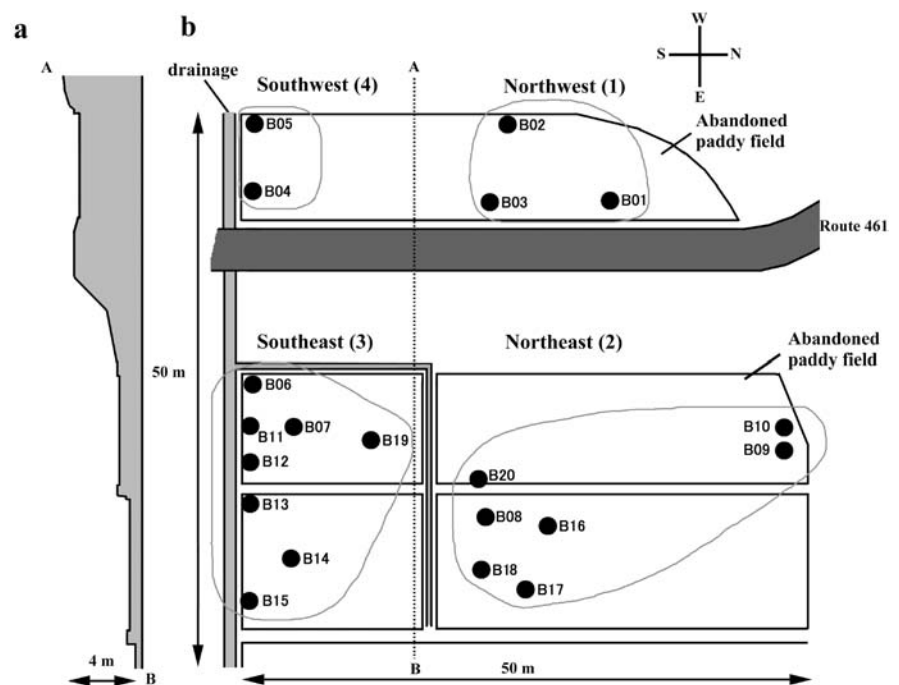 a
b
W
S
N
E
A
A
drainage
Southwest (4)
Northwest (1)
Abandoned
paddy field
B05
B02
B04
B03
B01
Route 461
Southeast (3)
Northeast (2)
Abandoned
paddy field
50 m
B06
B11
B07
B19
B12
B10
B09
B20
B13
B08
B16
B14
B18
B17
B15
4 m
B
B
50 m